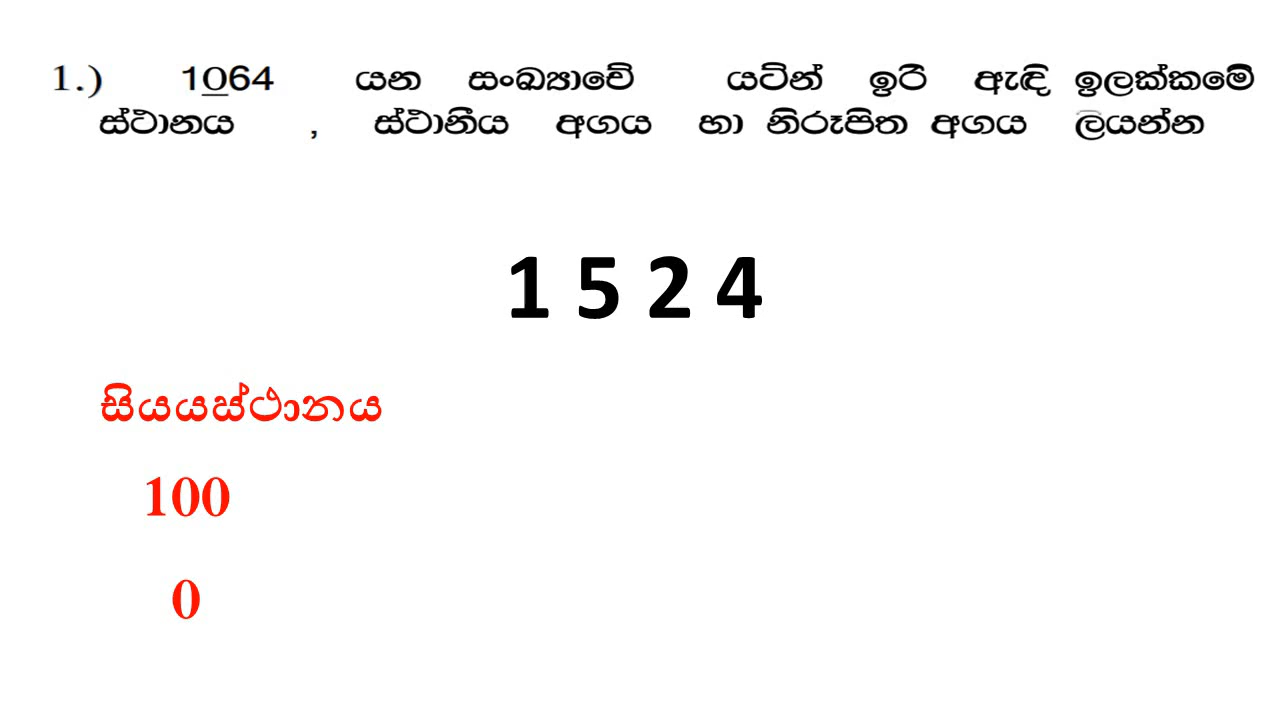 1.) 1064 යන සංඛ්‍යාවේ යටින් ඉරි ඇඳි ඉලක්කමේ
ස්ථානය , ස්ථානීය අගය හා නිරූපිත අගය ලියන්න
1 5 2 4
සියයස්ථානය
100
0